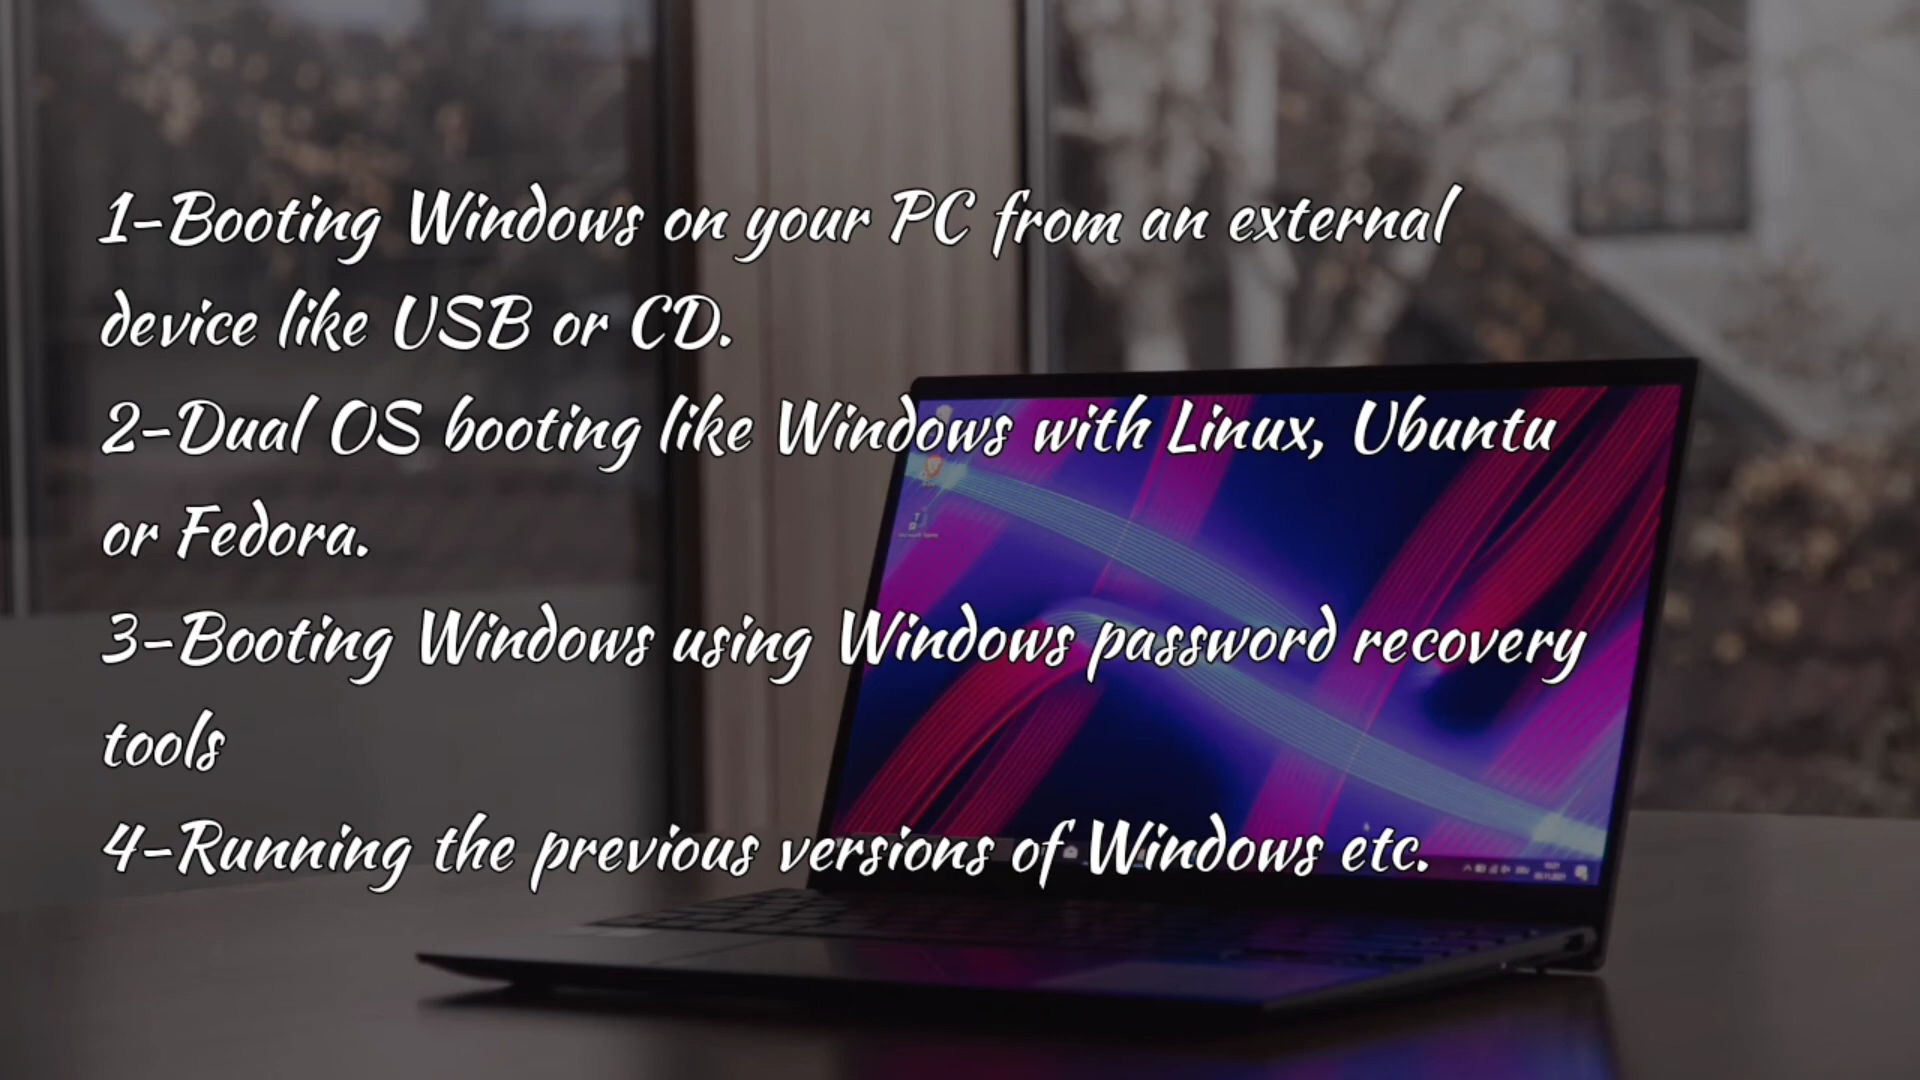 1-Booting Windows on your PC from an external
device like USB or CD.
2-Dual OS booting like Windows with Linux, Ubuntu
or Fedora.
3-Booting Windows using Windows password recovery
tools
4-Running the previous versions of Windows etc.